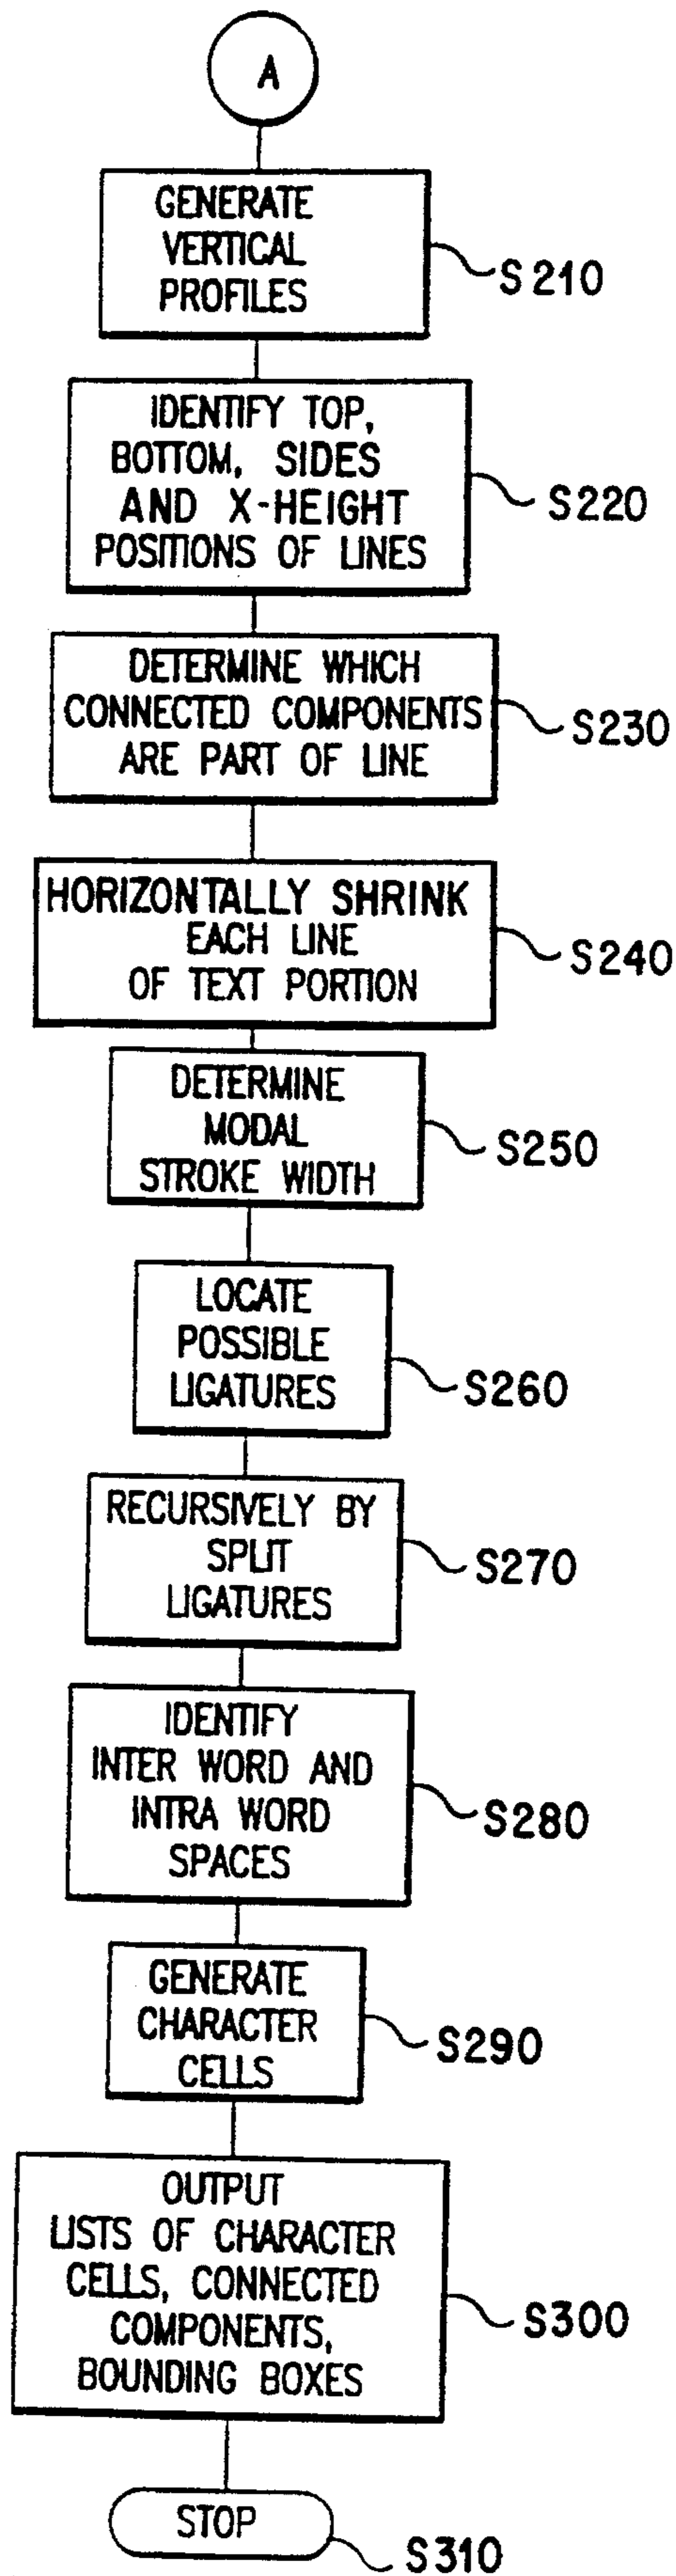 A
GENERATE
VERTICAL
PROFILES
S210
IDENTIFY TOP,
BOTTOM, SIDES
AND X-HEIGHT
POSITIONS OF LINES
S220
DETERMINE WHICH
CONNECTED COMPONENTS
ARE PART OF LINE
S230
HORIZONTALLY SHRINK
EACH LINE
OF TEXT PORTION
S240
DETERMINE
MODAL
STROKE WIDTH
S250
LOCATE
POSSIBLE
LIGATURES
S260
RECURSIVELY BY
SPLIT
LIGATURES
S270
IDENTIFY
INTER WORD AND
INTRA WORD
SPACES
S280
GENERATE
CHARACTER
CELLS
S290
OUTPUT
LISTS OF CHARACTER
CELLS, CONNECTED
COMPONENTS,
BOUNDING BOXES
S300
STOP
S310